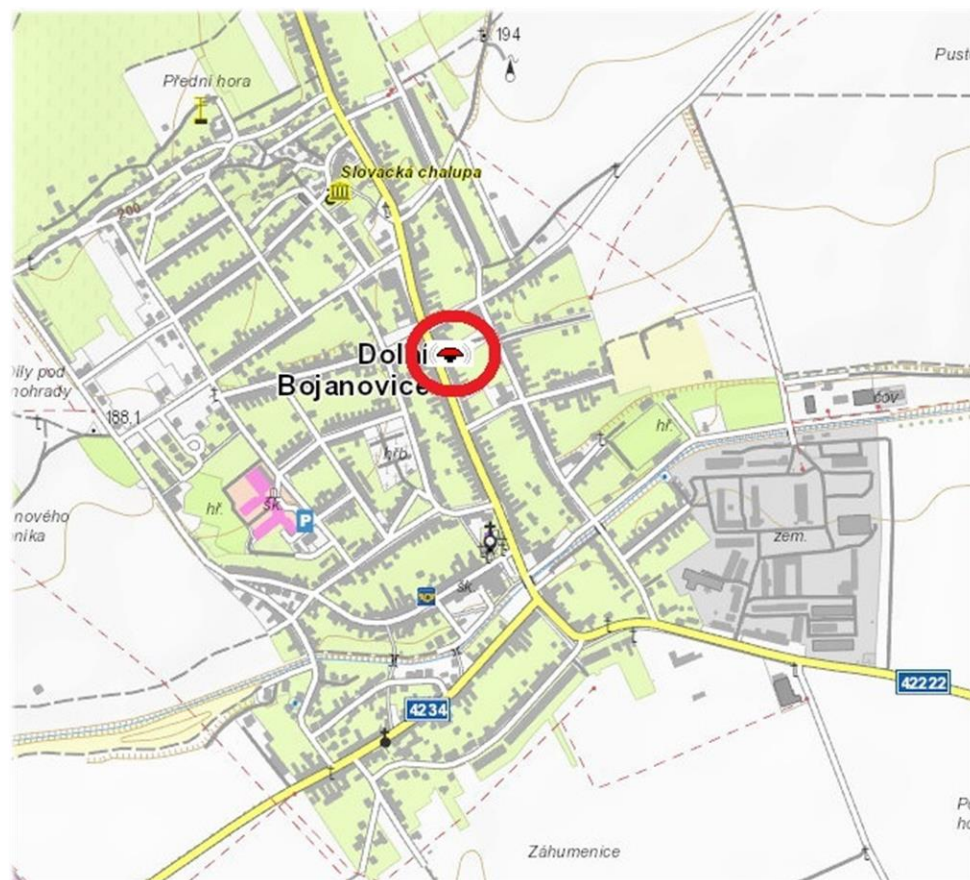 194
Přední hora
Slovácká chalupa
200
Dolní
Bojanovice
188.1
hřb.
hř.
čov
hř.
šk.
P
zem.
šk.
42222
4234
Záhumenice